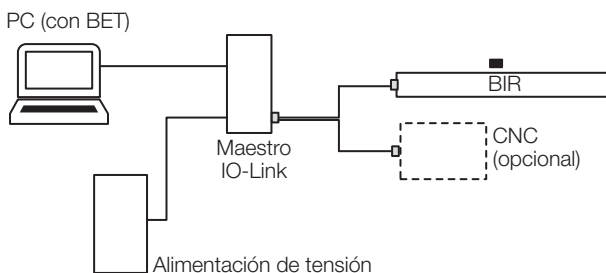 PC (con BET)
BIR
Maestro
IO-Link
CNC
(opcional)
Alimentación de tensión